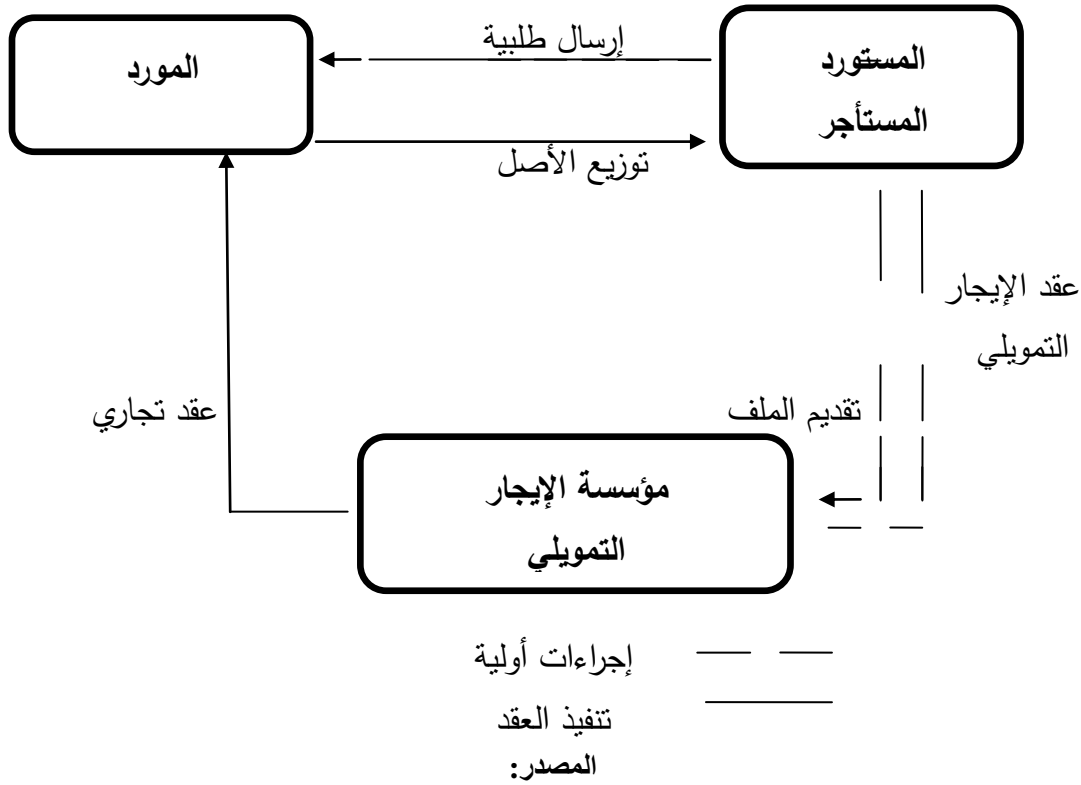 المستورد
المستأجر
إرسال طلبية
المورد
توزيع الأصل
عقد الإيجار
التمويلي
تقديم الملف
عقد تجاري
مؤسسة الإيجار
التمويلي
إجراءات أولية
تنفيذ العقد
المصدر: